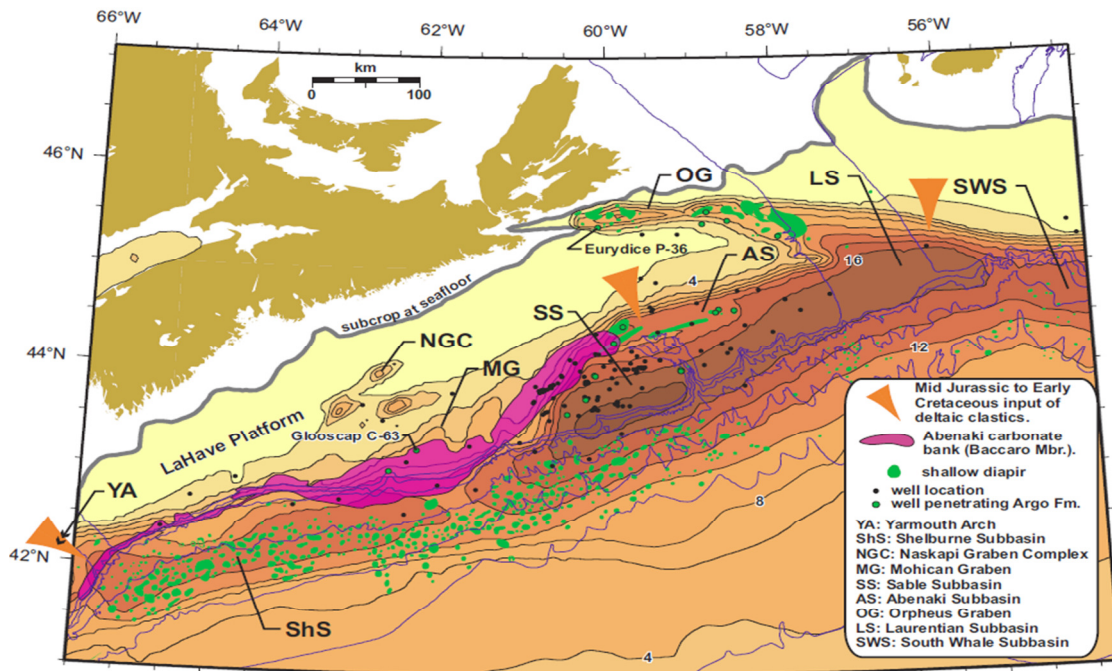 66°W
64°W
62°W
60°W
58°W
56°W
km
0
100
46°N
OG
LS
SWS
Eurydice P-36
AS
16
4
subcrop at seafloor
SS
44°N
NGC
MG
12
LaHave Platform
Glooscap C-63
YA
8
42°N
ShS
4
Mid Jurassic to Early
Cretaceous input of
deltaic clastics.
Abenaki carbonate
bank (Baccaro Mbr.).
shallow diapir
well location
well penetrating Argo Fm.
YA: Yarmouth Arch
ShS: Shelburne Subbasin
NGC: Naskapi Graben Complex
MG: Mohican Graben
SS: Sable Subbasin
AS: Abenaki Subbasin
OG: Orpheus Graben
LS: Laurentian Subbasin
SWS: South Whale Subbasin